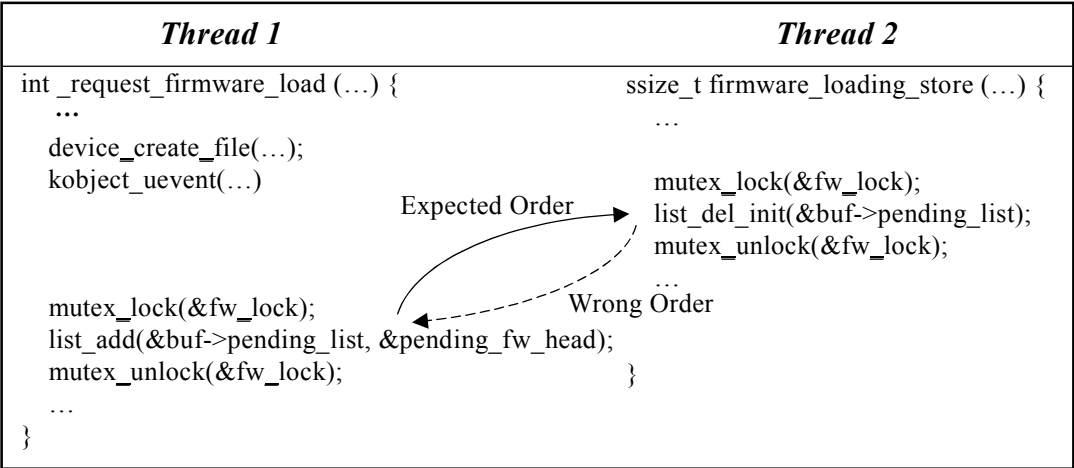 Thread 1
Thread 2
int _request_firmware_load (…) {
…
device_create_file(…);
kobject_uevent(…)
mutex_lock(&fw_lock);
list_add(&buf->pending_list, &pending_fw_head);
mutex_unlock(&fw_lock);
…
}
Expected Order
Wrong Order
ssize_t firmware_loading_store (…) {
…
mutex_lock(&fw_lock);
list_del_init(&buf->pending_list);
mutex_unlock(&fw_lock);
…
}